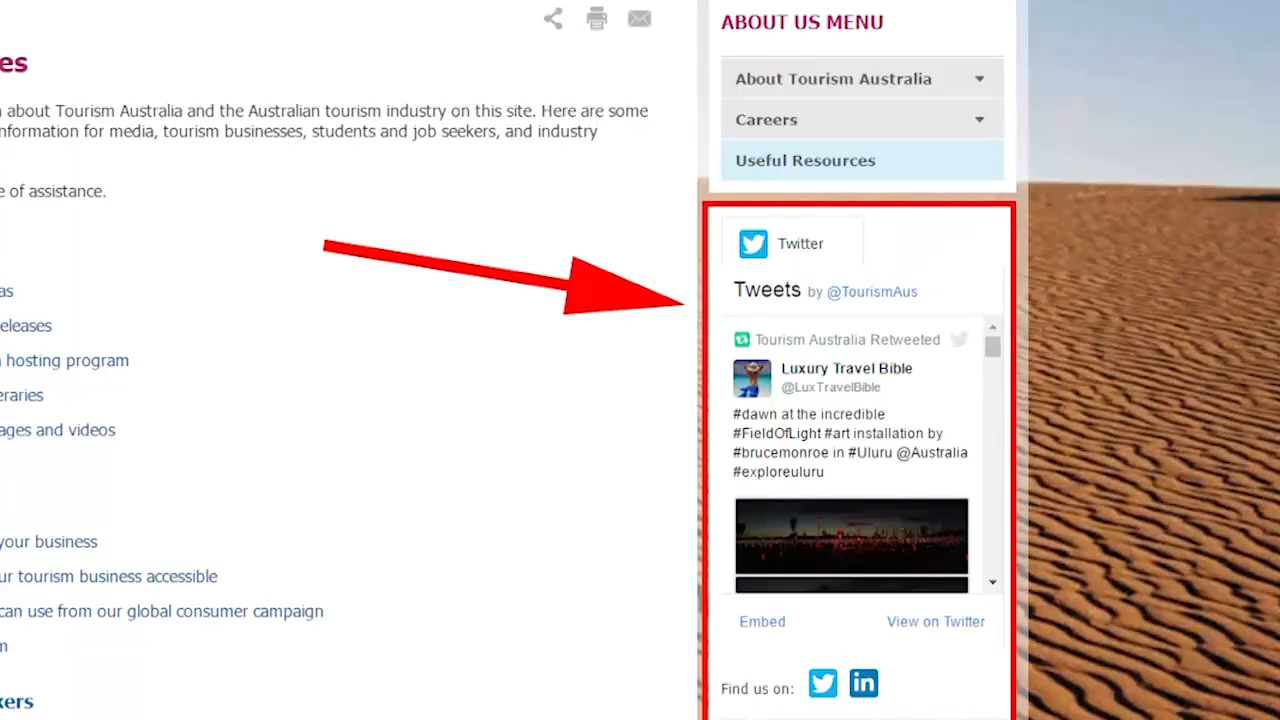 ABOUT US MENU
es
about Tourism Australia and the Australian tourism industry on this site. Here are some
nformation for media, tourism businesses, students and job seekers, and industry
e of assistance.
as
eleases
hosting program
eraries
ages and videos
your business
ur tourism business accessible
can use from our global consumer campaign
m
kers
About Tourism Australia
Careers
Useful Resources
Twitter
Tweets by @TourismAus
Tourism Australia Retweeted
Luxury Travel Bible
@LuxTravelBible
#dawn at the incredible
#FieldOfLight #art installation by
#brucemonroe in #Uluru @Australia
#exploreuluru
Embed View on Twitter
Find us on: in